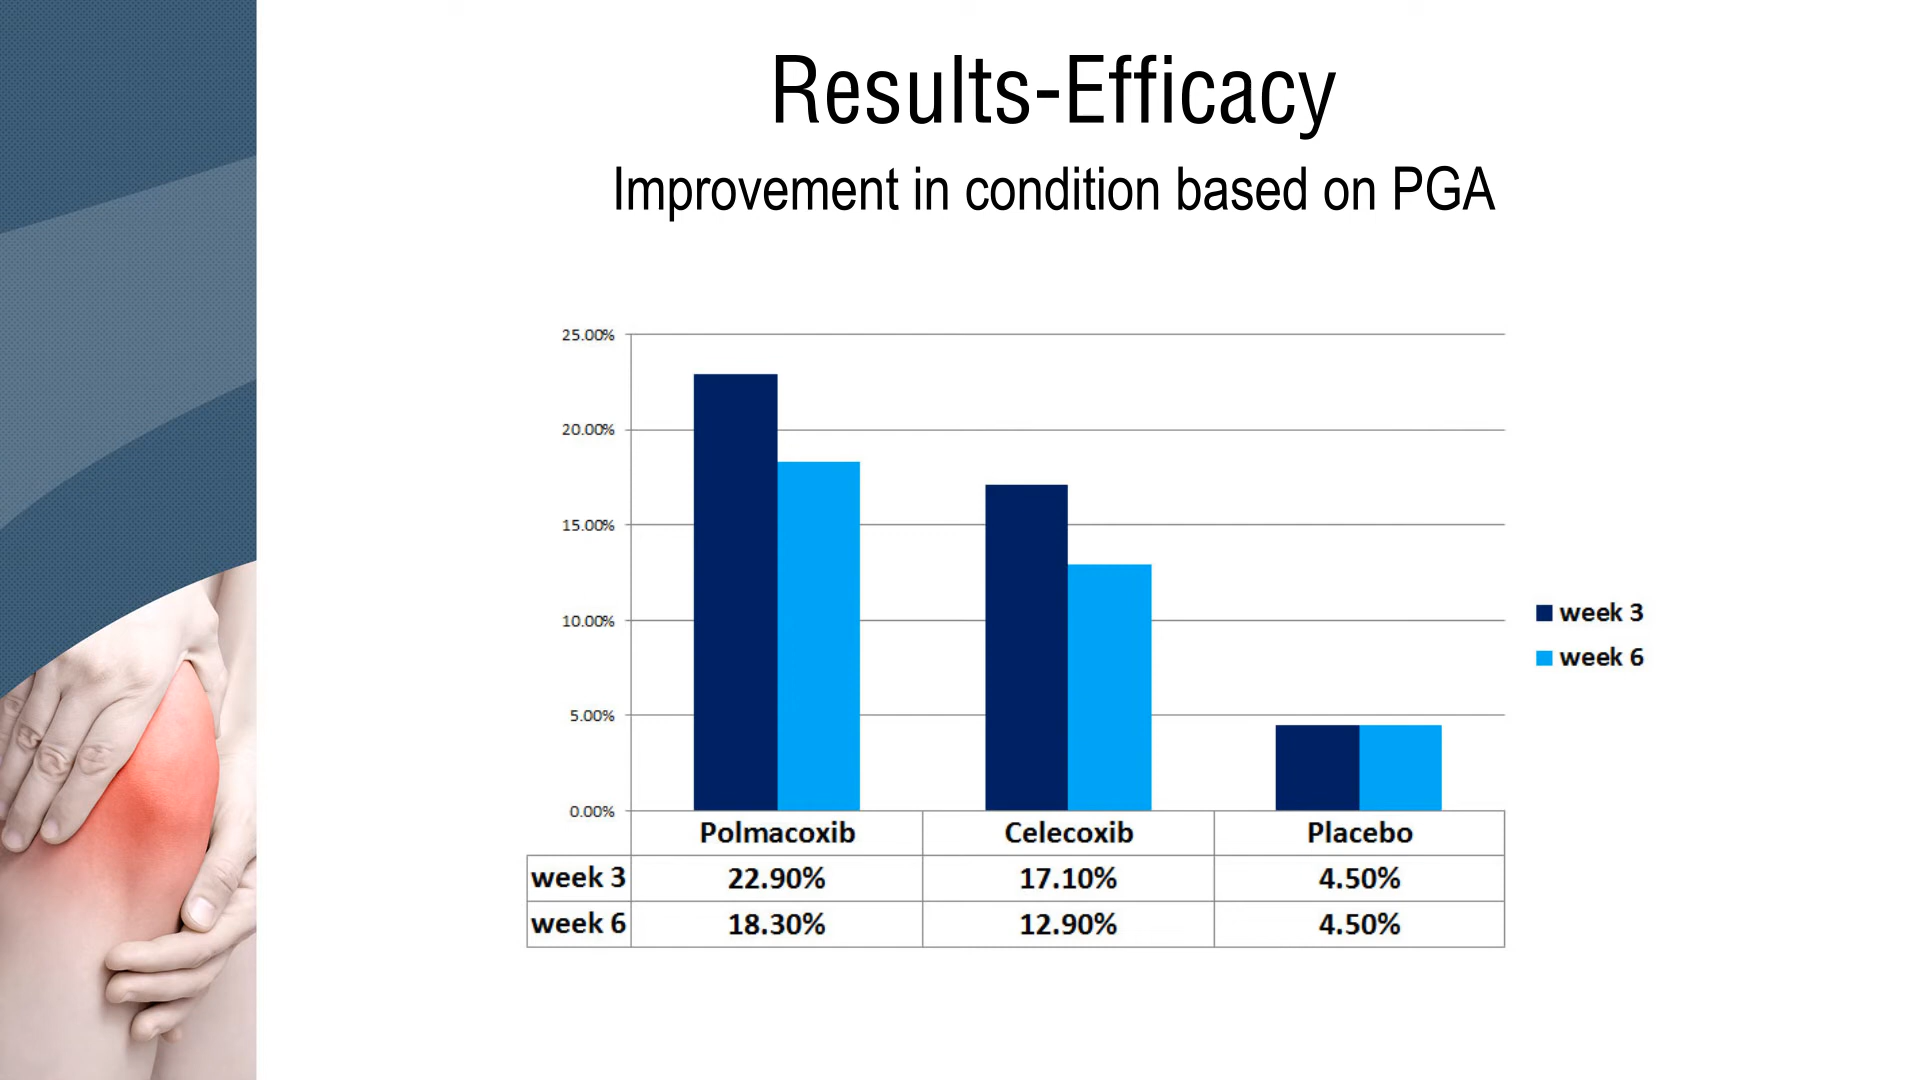 Results-Efficacy
Improvement in condition based on PGA
25.00%
20.00%
15.00%
10.00%
5.00%
0.00%
week 3
week 6
Polmacoxib Celecoxib Placebo
week 3 22.90% 17.10% 4.50%
week 6 18.30% 12.90% 4.50%